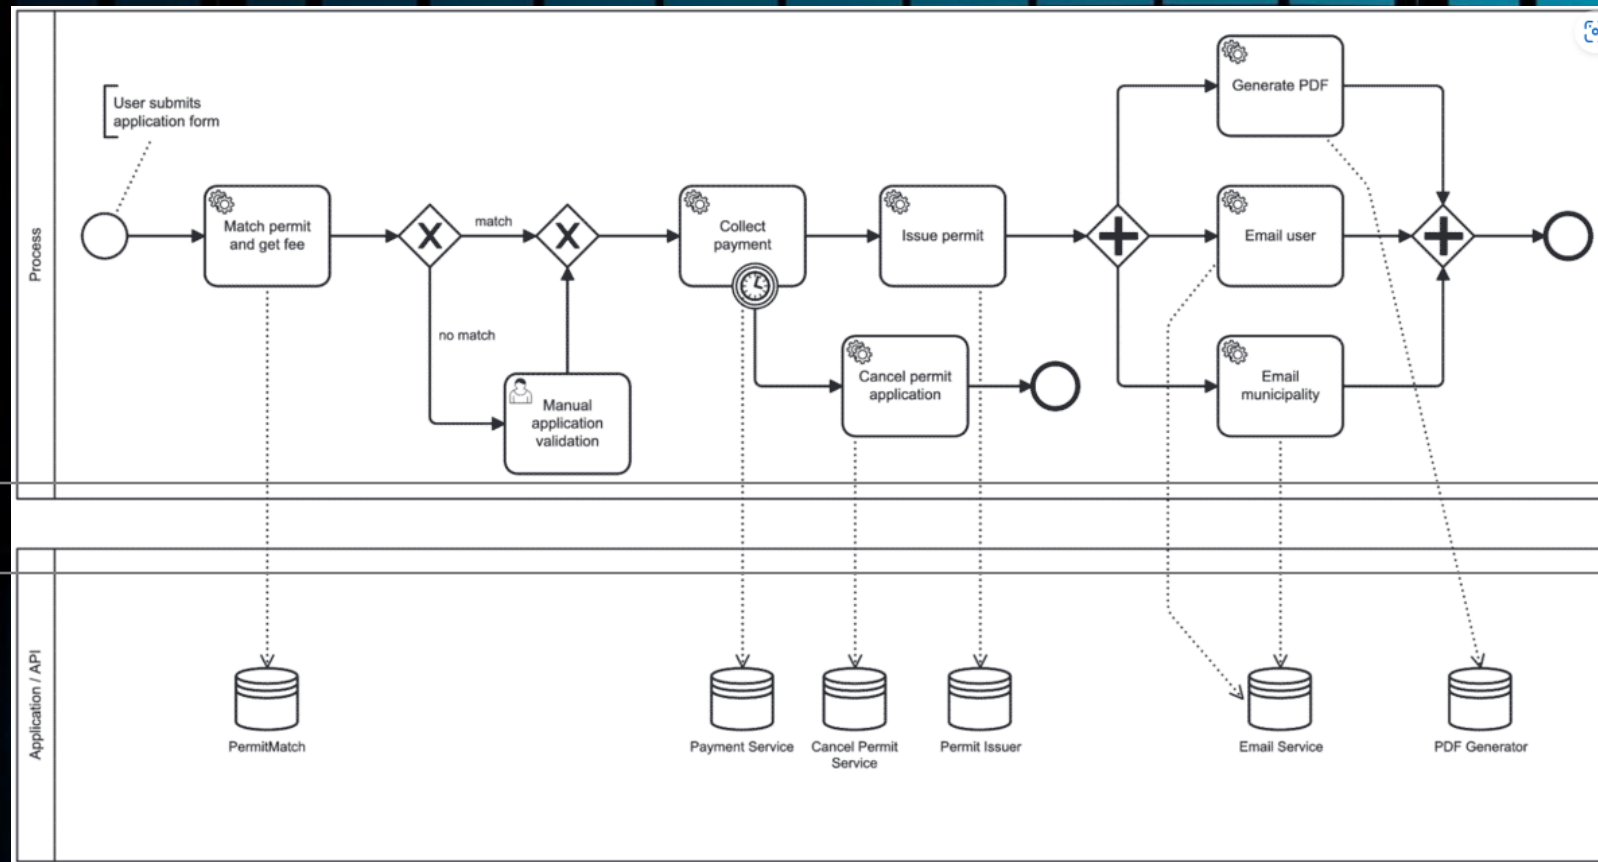 User submits
application form
Process
Match permit
and get fee
match
no match
Manual
application
validation
Collect
payment
Issue permit
Cancel permit
application
Generate PDF
Email user
Email
municipality
Application / API
PermitMatch
Payment Service
Cancel Permit
Service
Permit Issuer
Email Service
PDF Generator